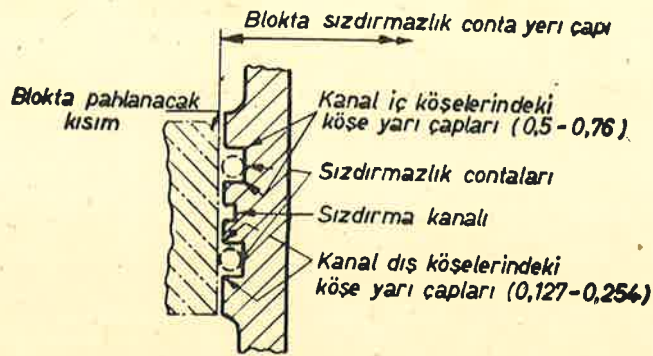 Blokta sızdırmazlık conta yeri çapı
Blokta pahlanacak
kısım
Kanal iç köşelerindeki
köşe yarı çapları (0,5-0,76)
Sızdırmazlık contaları
Sızdırma kanalı
Kanal dış köşelerindeki
köşe yarı çapları (0,127-0,254)